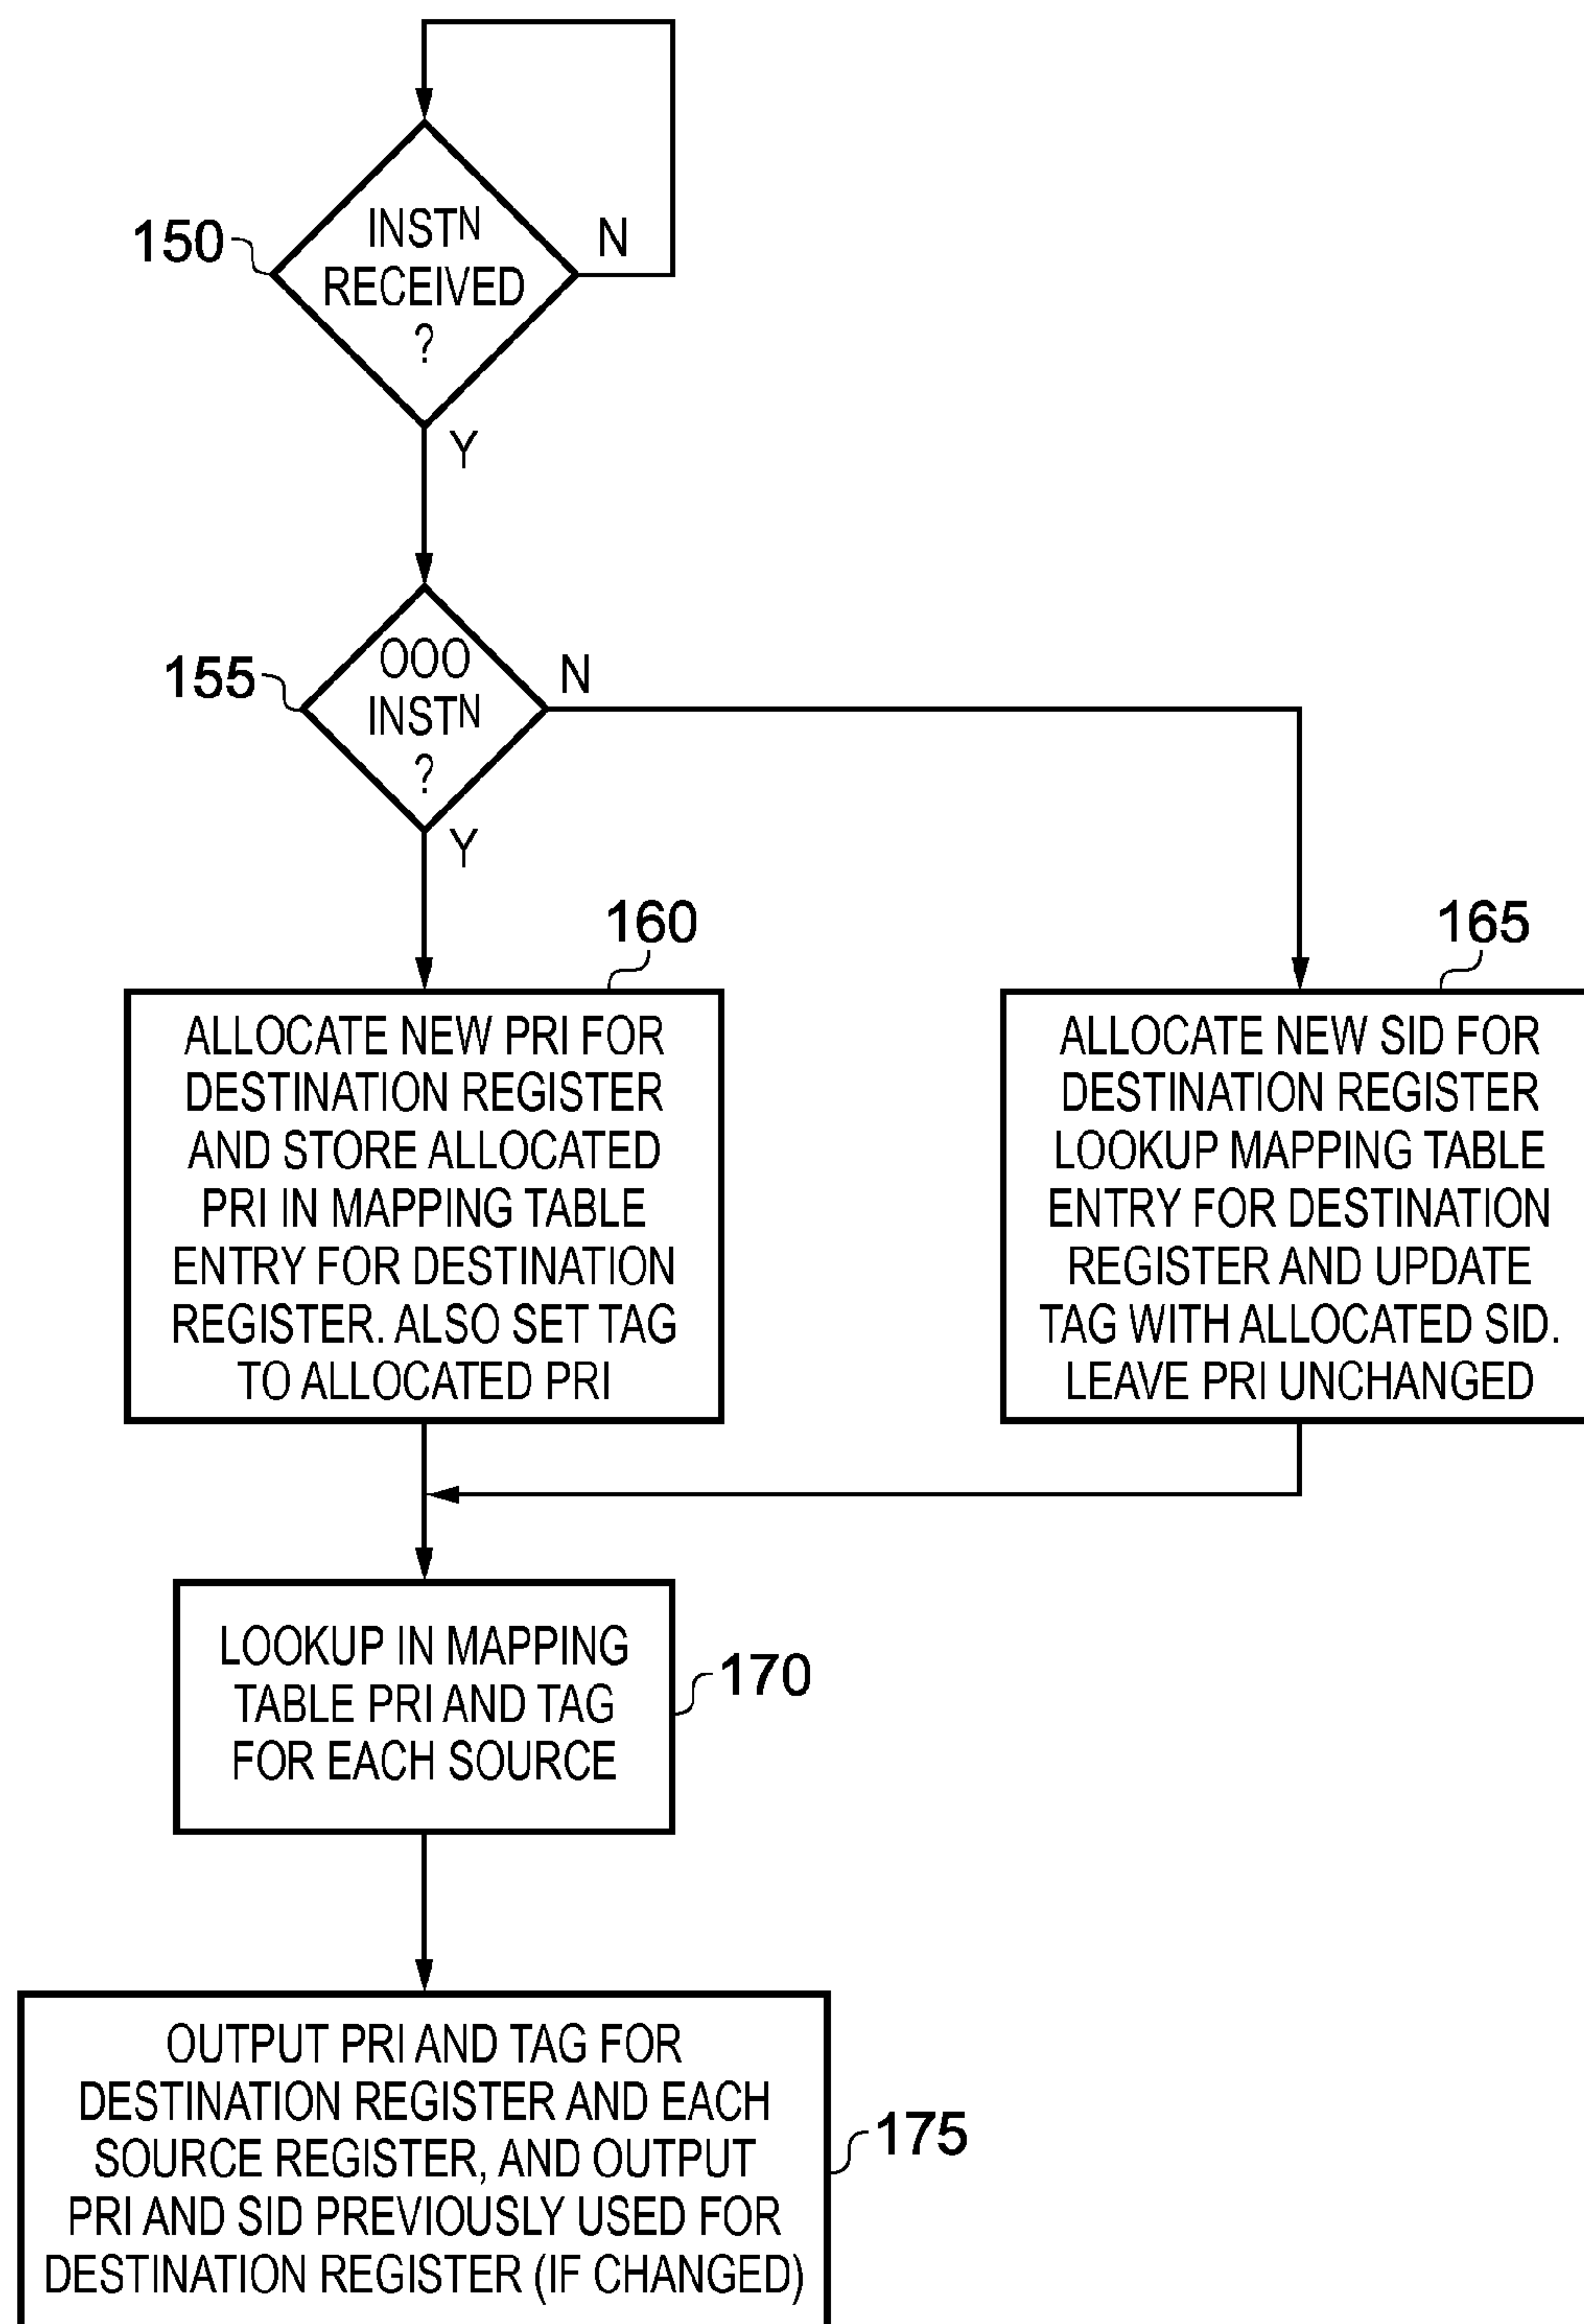 150
INSTN
RECEIVED
?
N
Y
155
OOO
INSTN
?
N
Y
160
ALLOCATE NEW PRI FOR
DESTINATION REGISTER
AND STORE ALLOCATED
PRI IN MAPPING TABLE
ENTRY FOR DESTINATION
REGISTER. ALSO SET TAG
TO ALLOCATED PRI
165
ALLOCATE NEW SID FOR
DESTINATION REGISTER
LOOKUP MAPPING TABLE
ENTRY FOR DESTINATION
REGISTER AND UPDATE
TAG WITH ALLOCATED SID.
LEAVE PRI UNCHANGED
LOOKUP IN MAPPING
TABLE PRI AND TAG
FOR EACH SOURCE
170
OUTPUT PRI AND TAG FOR
DESTINATION REGISTER AND EACH
SOURCE REGISTER, AND OUTPUT
PRI AND SID PREVIOUSLY USED FOR
DESTINATION REGISTER (IF CHANGED)
175